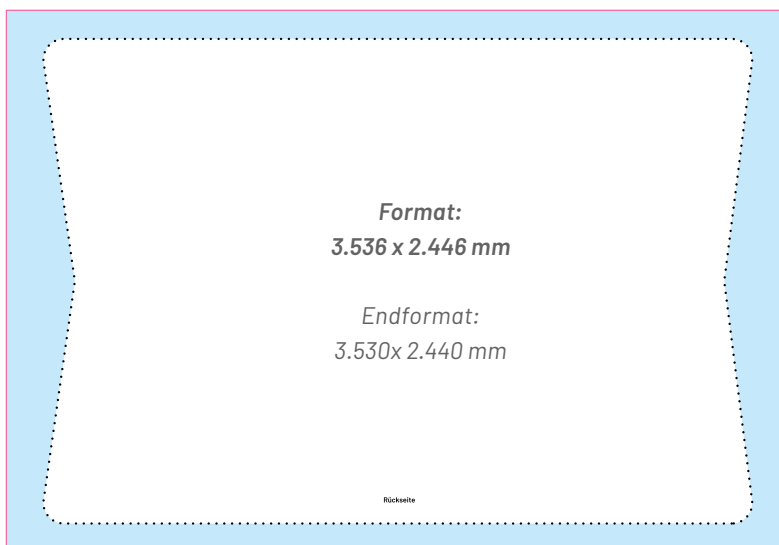 Format:
3.536 x 2.446 mm
Endformat:
3.530x 2.440 mm
Rückseite